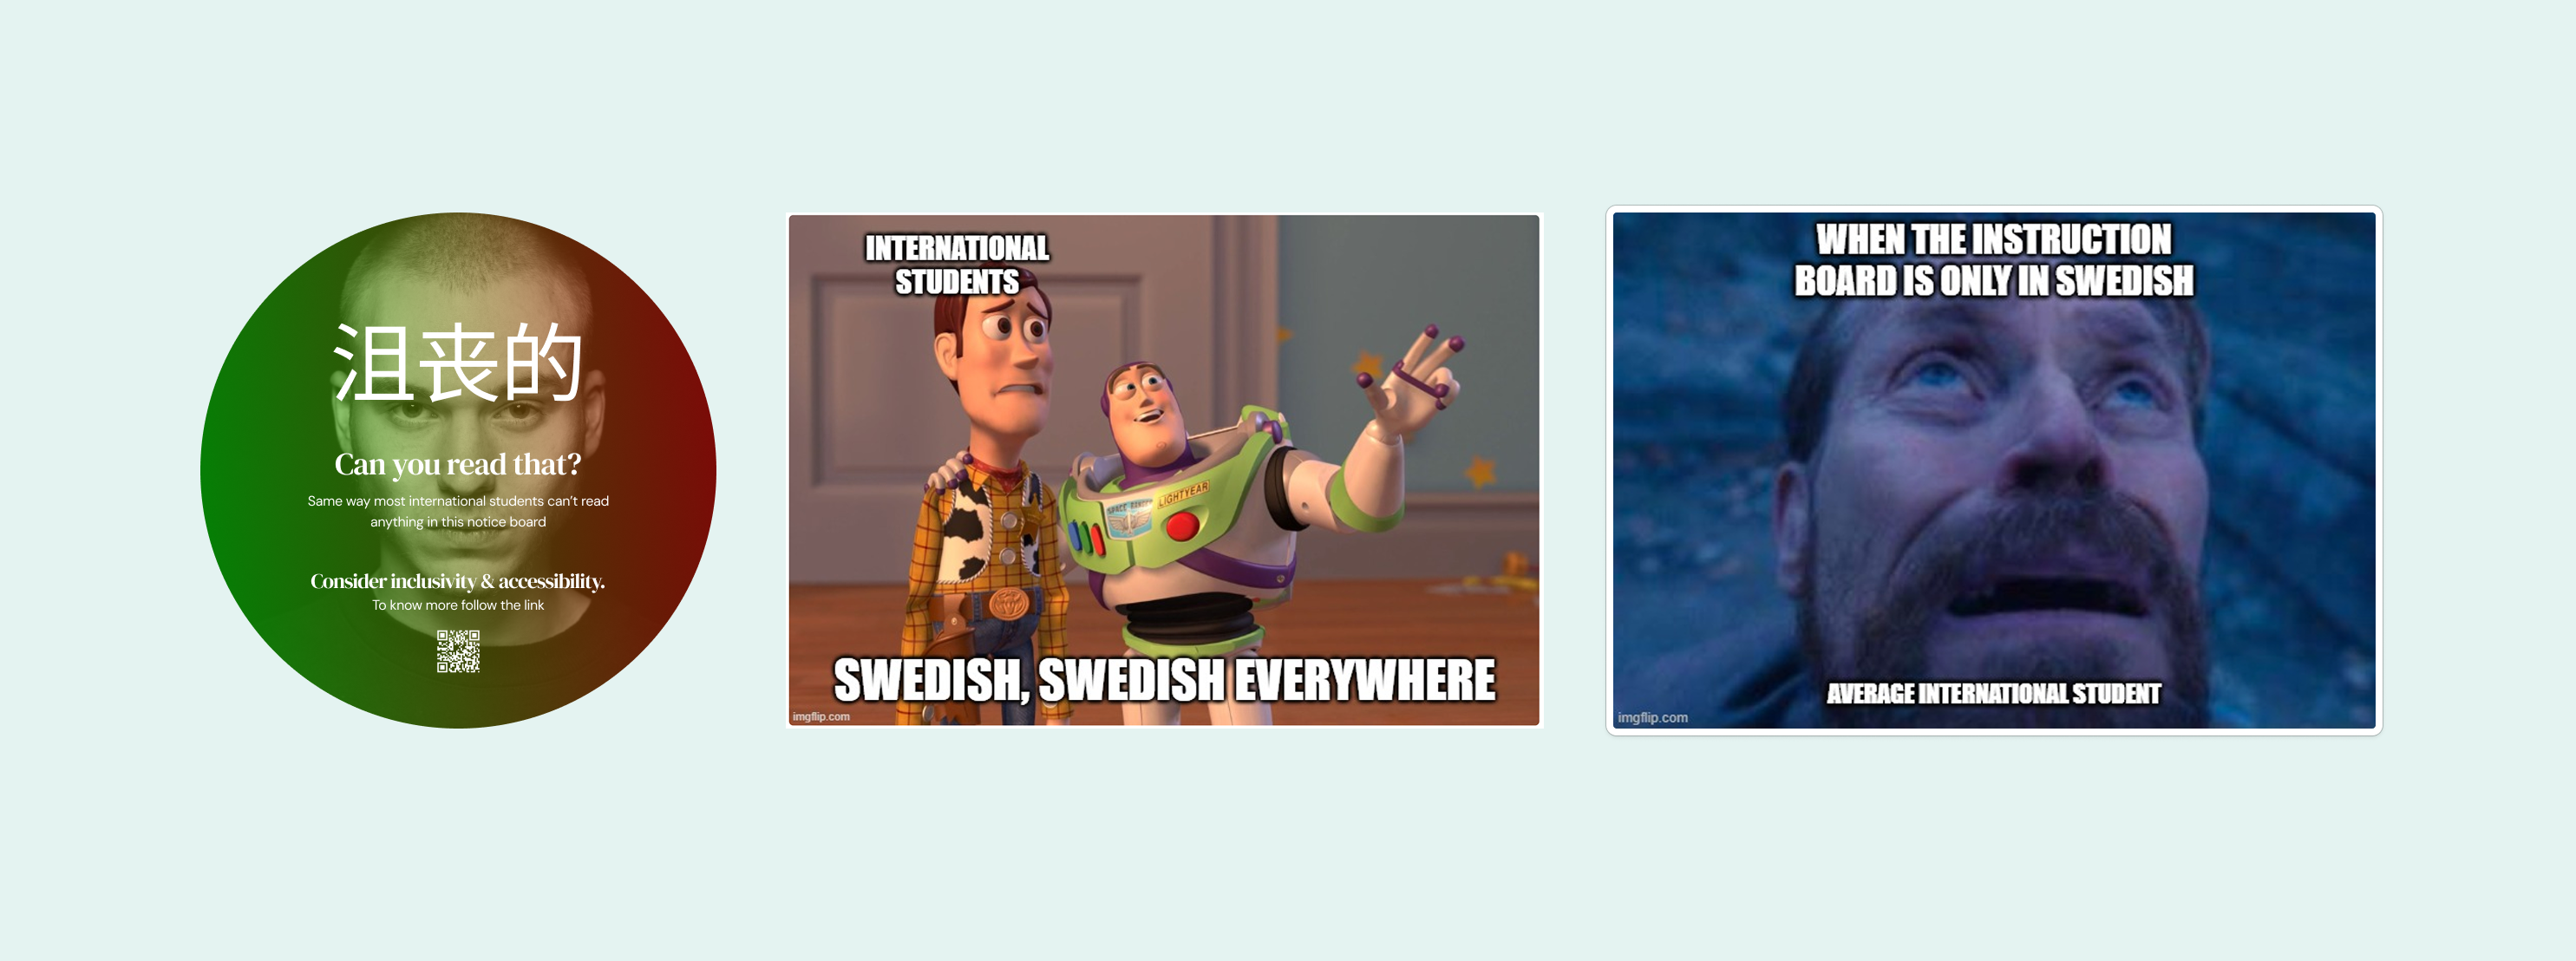 沮丧的
Can you read that?
Same way most international students can't read
anything in this notice board
Consider inclusivity & accessibility.
To know more follow the link
INTERNATIONAL
STUDENTS
SPACE RANGER
LIGHTYEAR
SWEDISH, SWEDISH EVERYWHERE
imgflip.com
WHEN THE INSTRUCTION
BOARD IS ONLY IN SWEDISH
AVERAGE INTERNATIONAL STUDENT
imgflip.com